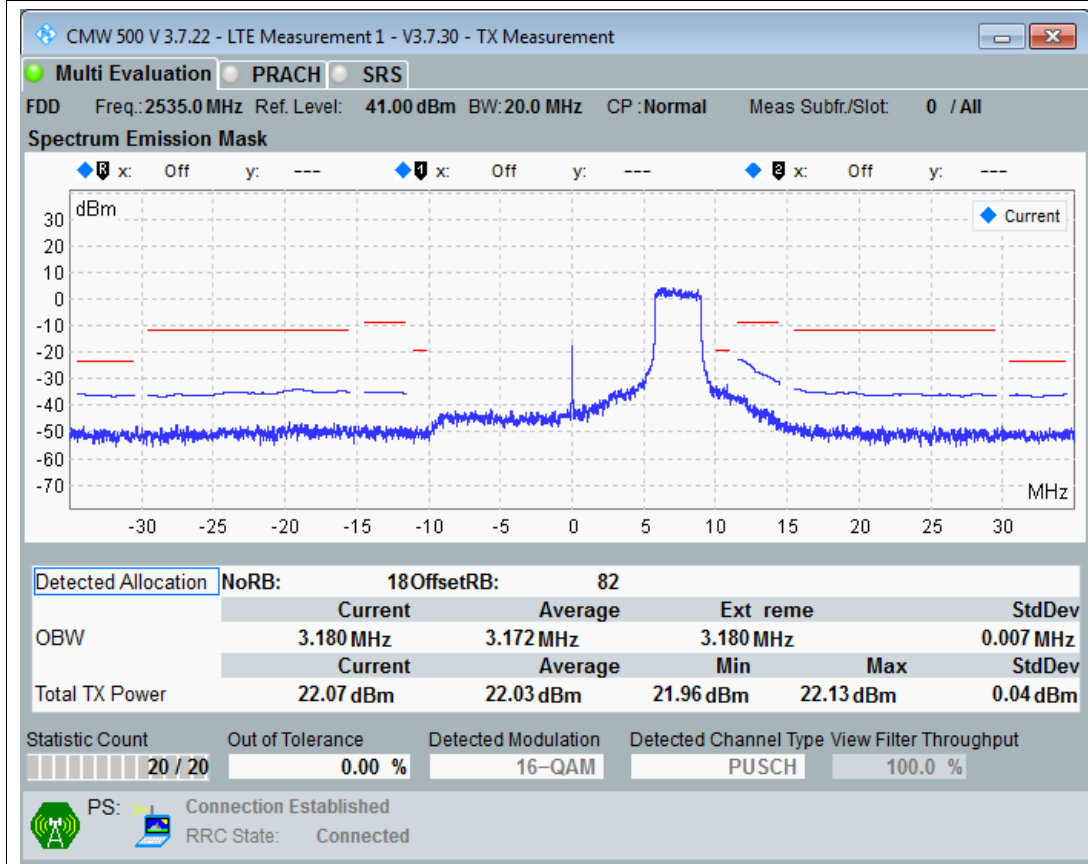 CMW 500 V 3.7.22 - LTE Measurement 1 - V3.7.30 - TX Measurement
Multi Evaluation PRACH SRS
FDD Freq.: 2535.0 MHz Ref. Level: 41.00 dBm BW: 20.0 MHz CP : Normal Meas Subfr./Slot: 0 / All
Spectrum Emission Mask
R x: Off y: --- 1 x: Off y: --- 2 x: Off y: ---
dBm
Current
30
20
10
0
-10
-20
-30
-40
-50
-60
-70
MHz
-30 -25 -20 -15 -10 -5 0 5 10 15 20 25 30
Detected Allocation NoRB: 18 OffsetRB: 82
Current Average Ext reme StdDev
OBW 3.180 MHz 3.172 MHz 3.180 MHz 0.007 MHz
Current Average Min Max StdDev
Total TX Power 22.07 dBm 22.03 dBm 21.96 dBm 22.13 dBm 0.04 dBm
Statistic Count Out of Tolerance Detected Modulation Detected Channel Type View Filter Throughput
20 / 20 0.00 % 16-QAM PUSCH 100.0 %
PS: Connection Established
RRC State: Connected